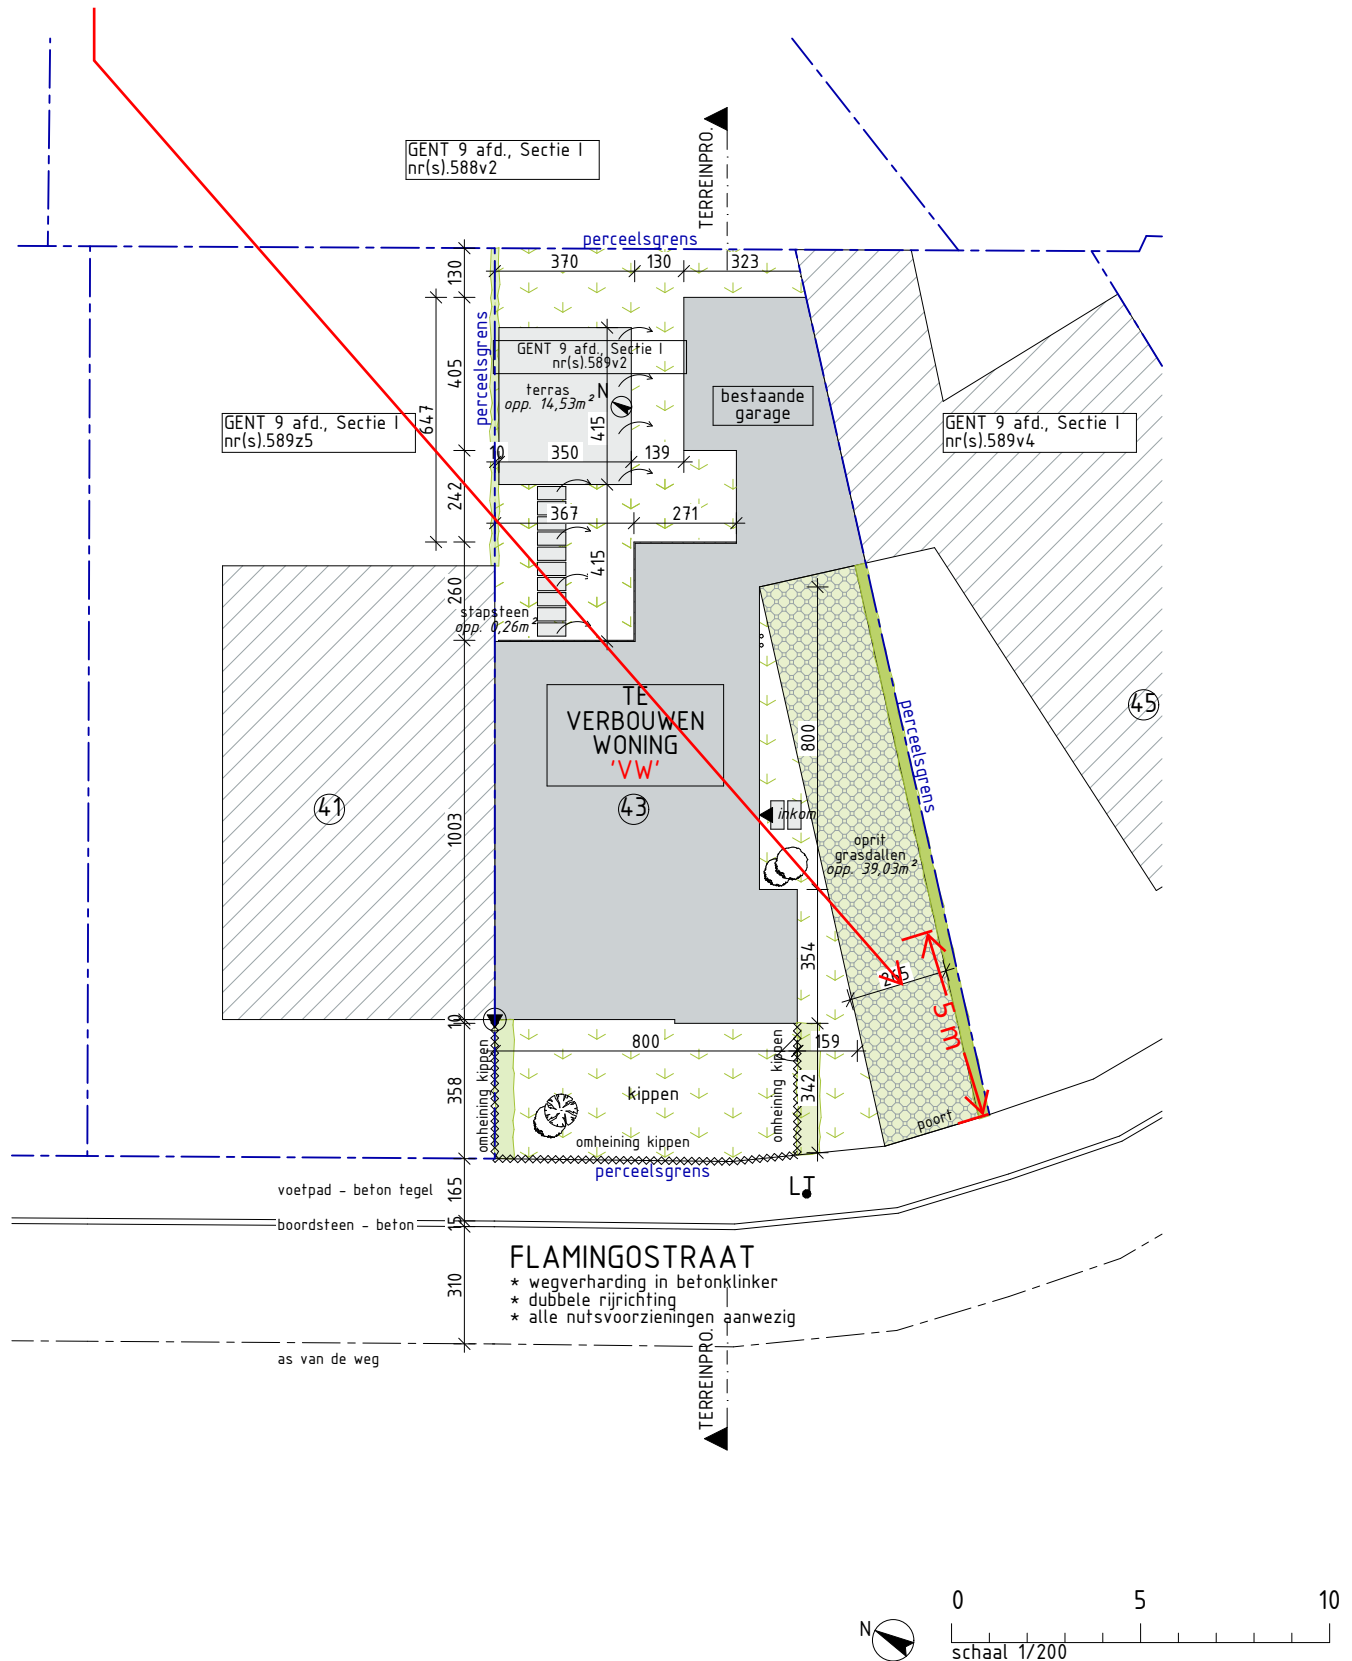 TERREINPRO.
GENT 9 afd., Sectie I
nr(s).588v2
perceelsgrens
370
130
323
130
perceelsgrens
GENT 9 afd., Sectie I
nr(s).589v2
405
647
terras
opp. 14,53m²
N
415
bestaande
garage
GENT 9 afd., Sectie I
nr(s).589z5
GENT 9 afd., Sectie I
nr(s).589v4
10
350
139
242
367
271
415
260
stapsteen
opp. 0,26m²
TE
VERBOUWEN
WONING
'VW'
800
perceelsgrens
45
41
43
1003
inkom
oprit
grasdallen
opp. 39,03m²
354
265
5 m
10
800
159
omheining kippen
358
kippen
omheining kippen
342
omheining kippen
poort
perceelsgrens
voetpad - beton tegel
165
LT
boordsteen - beton
15
FLAMINGOSTRAAT
* wegverharding in betonklinker
* dubbele rijrichting
* alle nutsvoorzieningen aanwezig
310
as van de weg
TERREINPRO.
0
5
10
N
schaal 1/200